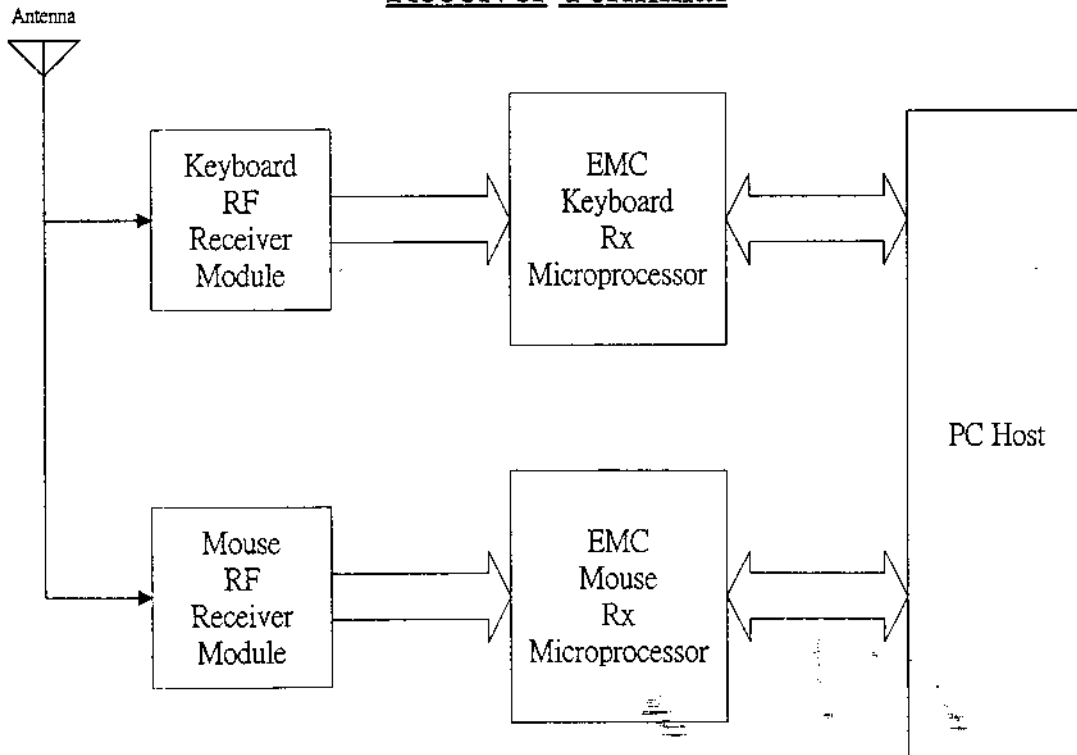 Antenna
Keyboard
RF
Receiver
Module
EMC
Keyboard
Rx
Microprocessor
PC Host
Mouse
RF
Receiver
Module
EMC
Mouse
Rx
Microprocessor